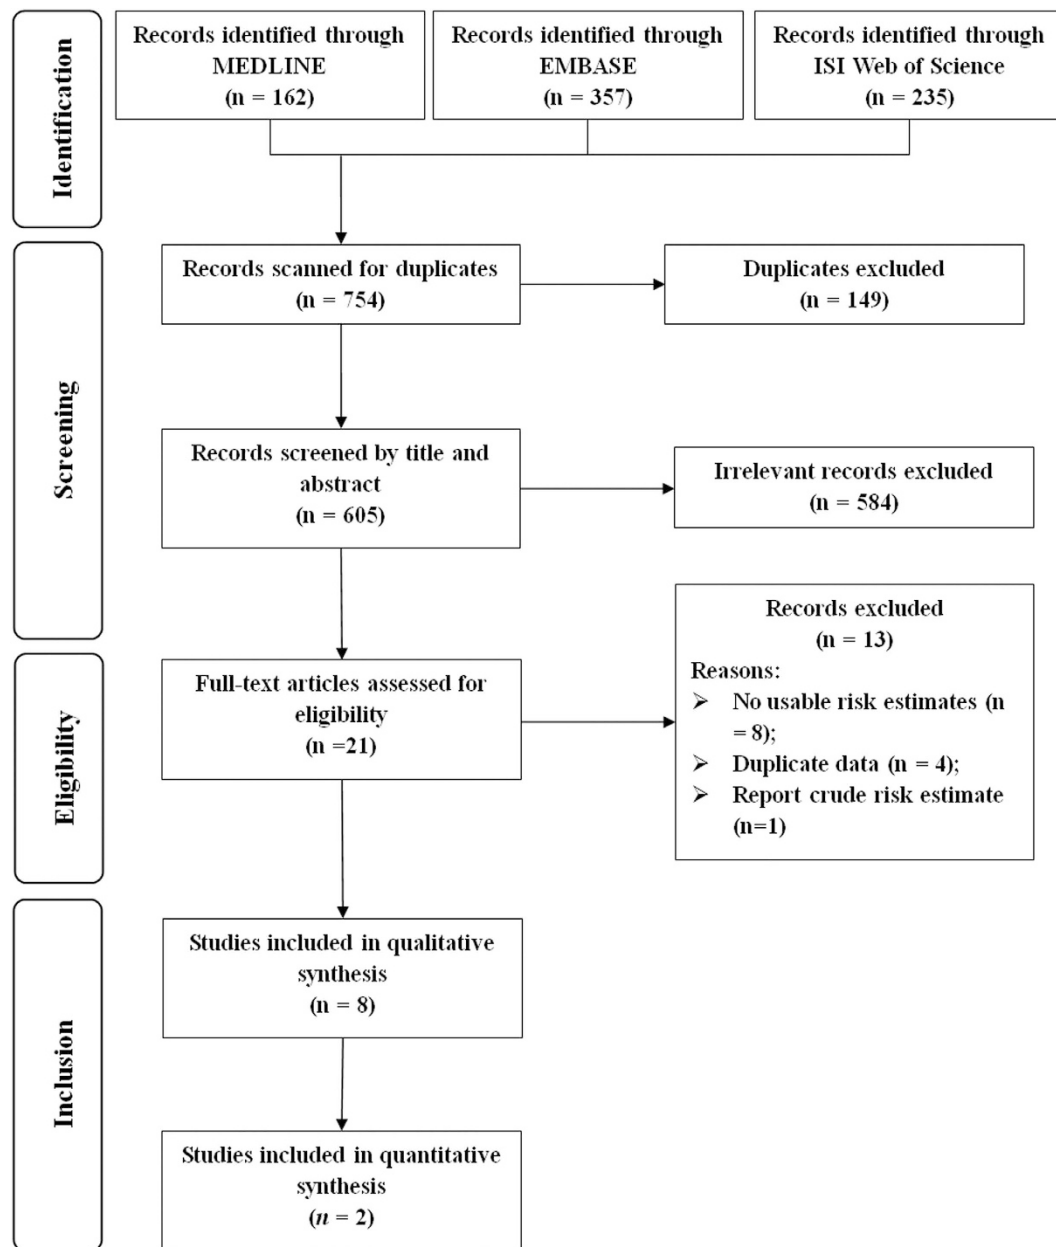 Identification
Records identified through
MEDLINE
(n = 162)
Records identified through
EMBASE
(n = 357)
Records identified through
ISI Web of Science
(n = 235)
Screening
Records scanned for duplicates
(n = 754)
Duplicates excluded
(n = 149)
Records screened by title and
abstract
(n = 605)
Irrelevant records excluded
(n = 584)
Eligibility
Full-text articles assessed for
eligibility
(n =21)
Records excluded
(n = 13)
Reasons:
➢ No usable risk estimates (n
= 8);
➢ Duplicate data (n = 4);
➢ Report crude risk estimate
(n=1)
Inclusion
Studies included in qualitative
synthesis
(n = 8)
Studies included in quantitative
synthesis
(n = 2)